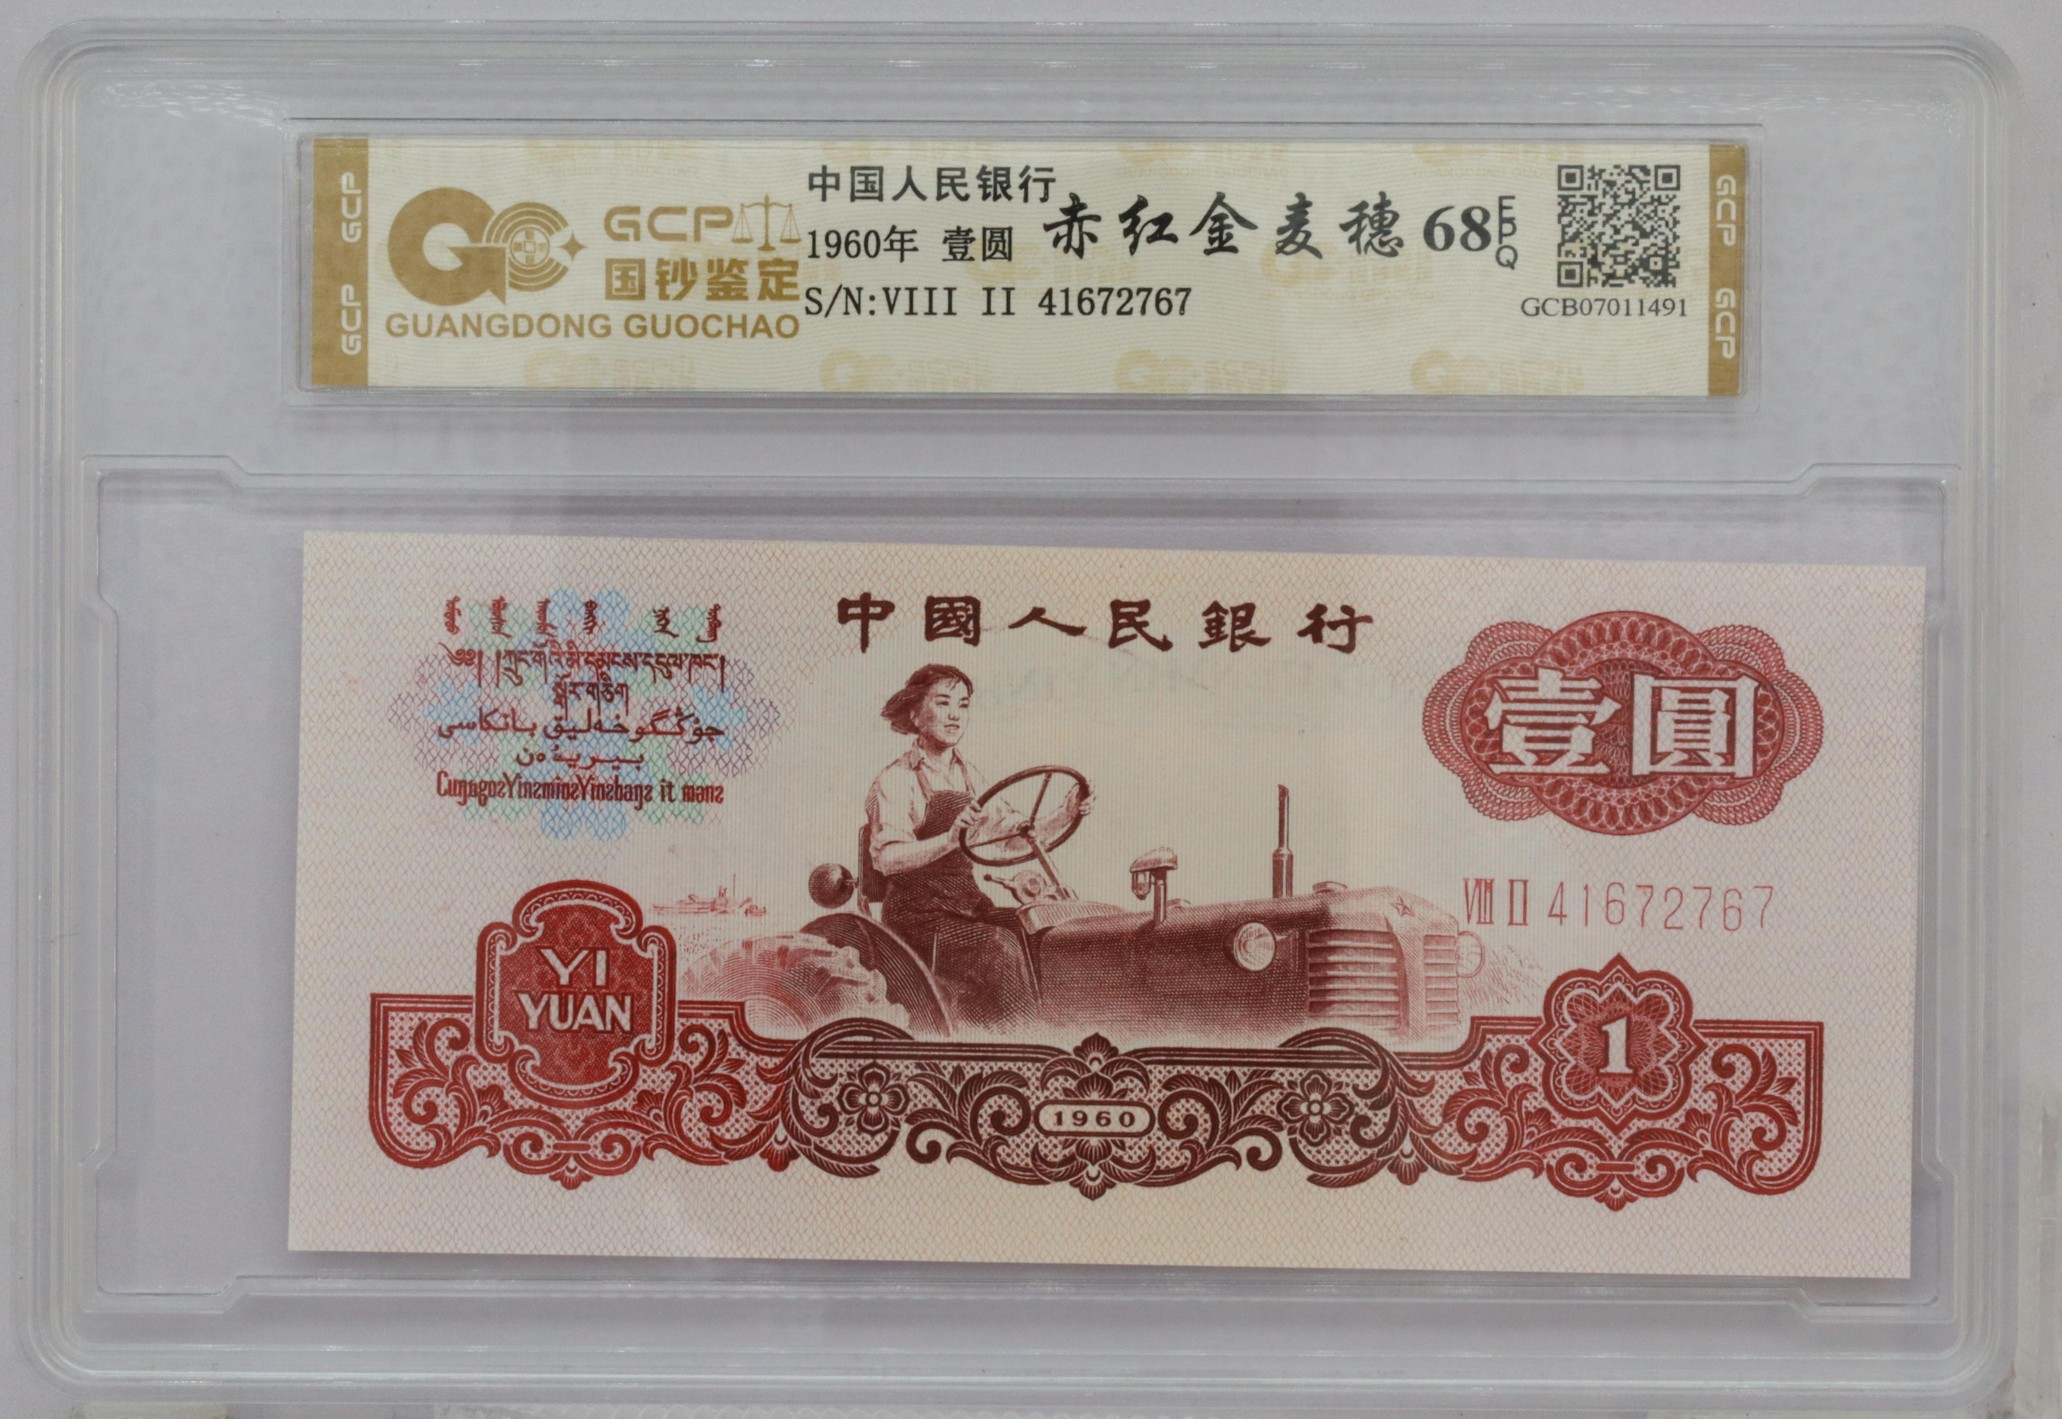 GCP GCP
GCP
国钞鉴定
GUANGDONG GUOCHAO
中国人民银行
1960年 壹圆
赤红金麦穗 68 EPQ
S/N:VIII II 41672767
GCB07011491
GCP GCP
中國人民銀行
壹圓
VIII II 41672767
YI
YUAN
1960
1